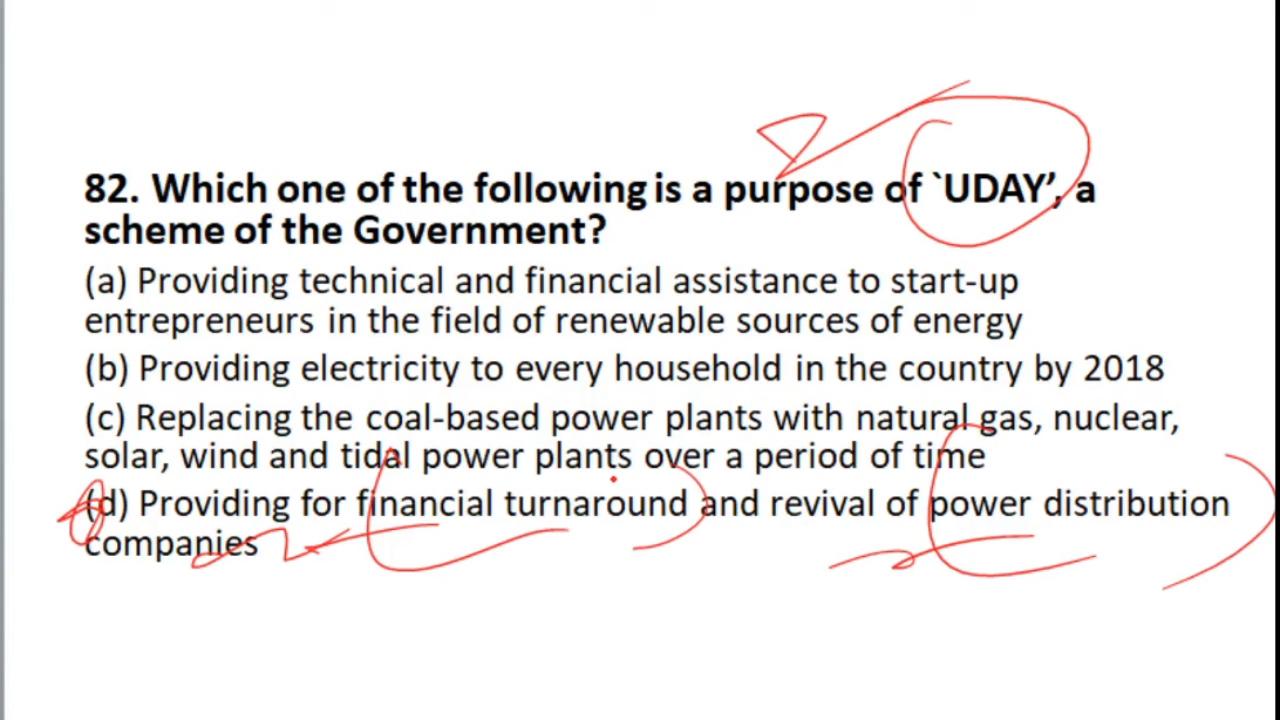 82. Which one of the following is a purpose of `UDAY’, a
scheme of the Government?
(a) Providing technical and financial assistance to start-up
entrepreneurs in the field of renewable sources of energy
(b) Providing electricity to every household in the country by 2018
(c) Replacing the coal-based power plants with natural gas, nuclear,
solar, wind and tidal power plants over a period of time
(d) Providing for financial turnaround and revival of power distribution
companies